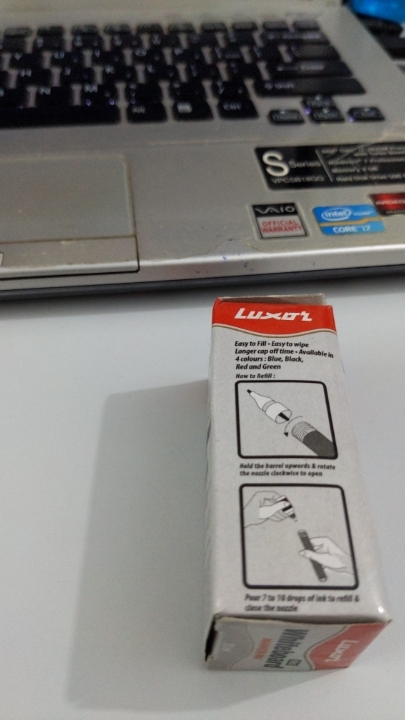 S Series
VAIO
OFFICIAL
WARRANTY
intel
CORE i7
Luxor
Easy to Fill • Easy to wipe
Longer cap off time • Available in
4 colours : Blue, Black,
Red and Green
How to Refill :
Hold the barrel upwords & rotate
the nozzle clockwise to open
Pour 7 to 10 drops of ink to refill &
close the nozzle
Luxor
Whiteboard